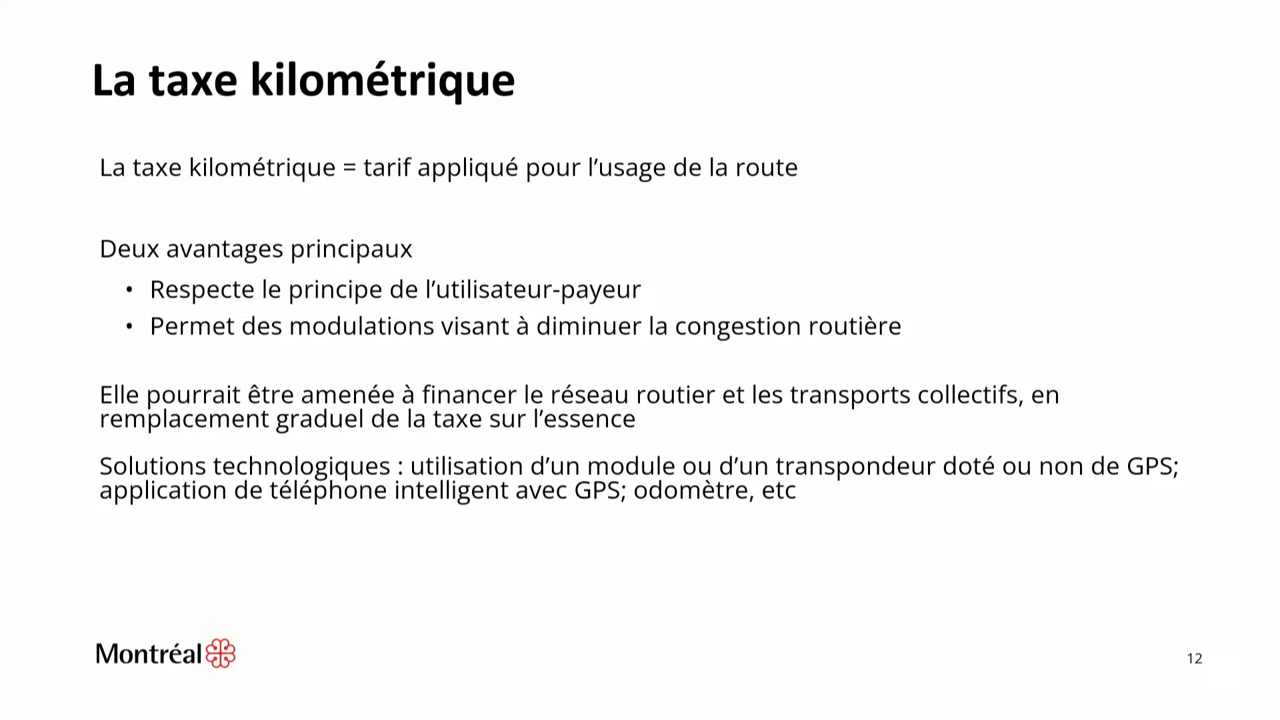 La taxe kilométrique
La taxe kilométrique = tarif appliqué pour l’usage de la route
Deux avantages principaux
• Respecte le principe de l’utilisateur-payeur
• Permet des modulations visant à diminuer la congestion routière
Elle pourrait être amenée à financer le réseau routier et les transports collectifs, en
remplacement graduel de la taxe sur l’essence
Solutions technologiques : utilisation d’un module ou d’un transpondeur doté ou non de GPS;
application de téléphone intelligent avec GPS; odomètre, etc
Montréal
12